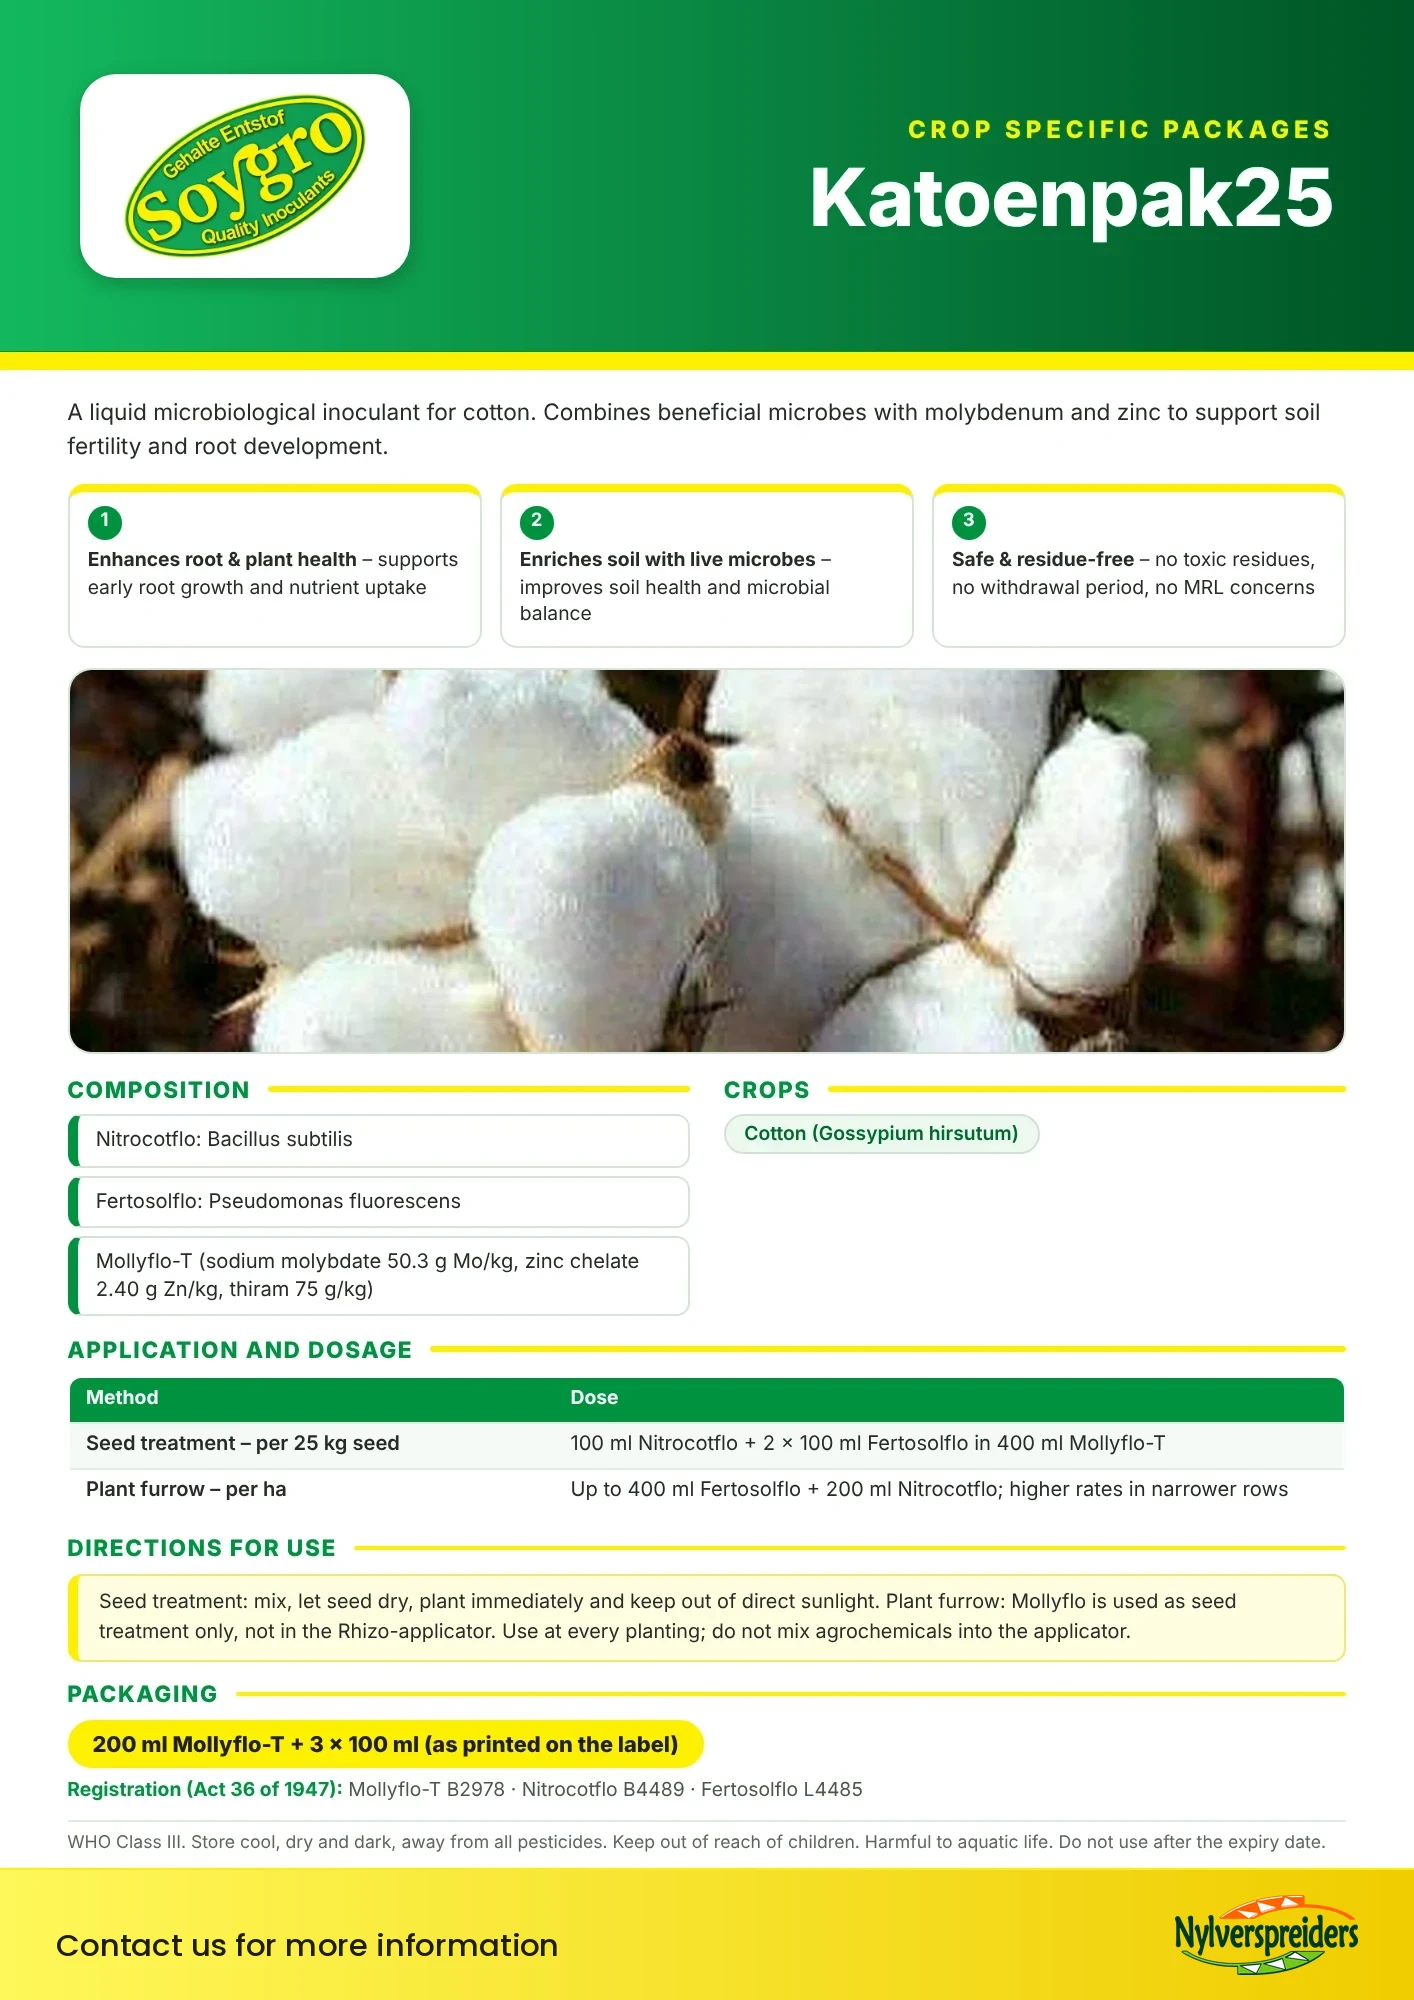 Gehalte Entstof
Soygro
Quality Inoculants
CROP SPECIFIC PACKAGES
Katoenpak25
A liquid microbiological inoculant for cotton. Combines beneficial microbes with molybdenum and zinc to support soil
fertility and root development.
1
Enhances root & plant health – supports
early root growth and nutrient uptake
2
Enriches soil with live microbes –
improves soil health and microbial
balance
3
Safe & residue-free – no toxic residues,
no withdrawal period, no MRL concerns
COMPOSITION
Nitrocotflo: Bacillus subtilis
Fertosolflo: Pseudomonas fluorescens
Mollyflo-T (sodium molybdate 50.3 g Mo/kg, zinc chelate
2.40 g Zn/kg, thiram 75 g/kg)
CROPS
Cotton (Gossypium hirsutum)
APPLICATION AND DOSAGE
Method Dose
Seed treatment – per 25 kg seed 100 ml Nitrocotflo + 2 × 100 ml Fertosolflo in 400 ml Mollyflo-T
Plant furrow – per ha Up to 400 ml Fertosolflo + 200 ml Nitrocotflo; higher rates in narrower rows
DIRECTIONS FOR USE
Seed treatment: mix, let seed dry, plant immediately and keep out of direct sunlight. Plant furrow: Mollyflo is used as seed
treatment only, not in the Rhizo-applicator. Use at every planting; do not mix agrochemicals into the applicator.
PACKAGING
200 ml Mollyflo-T + 3 × 100 ml (as printed on the label)
Registration (Act 36 of 1947): Mollyflo-T B2978 · Nitrocotflo B4489 · Fertosolflo L4485
WHO Class III. Store cool, dry and dark, away from all pesticides. Keep out of reach of children. Harmful to aquatic life. Do not use after the expiry date.
Contact us for more information
Nylverspreiders